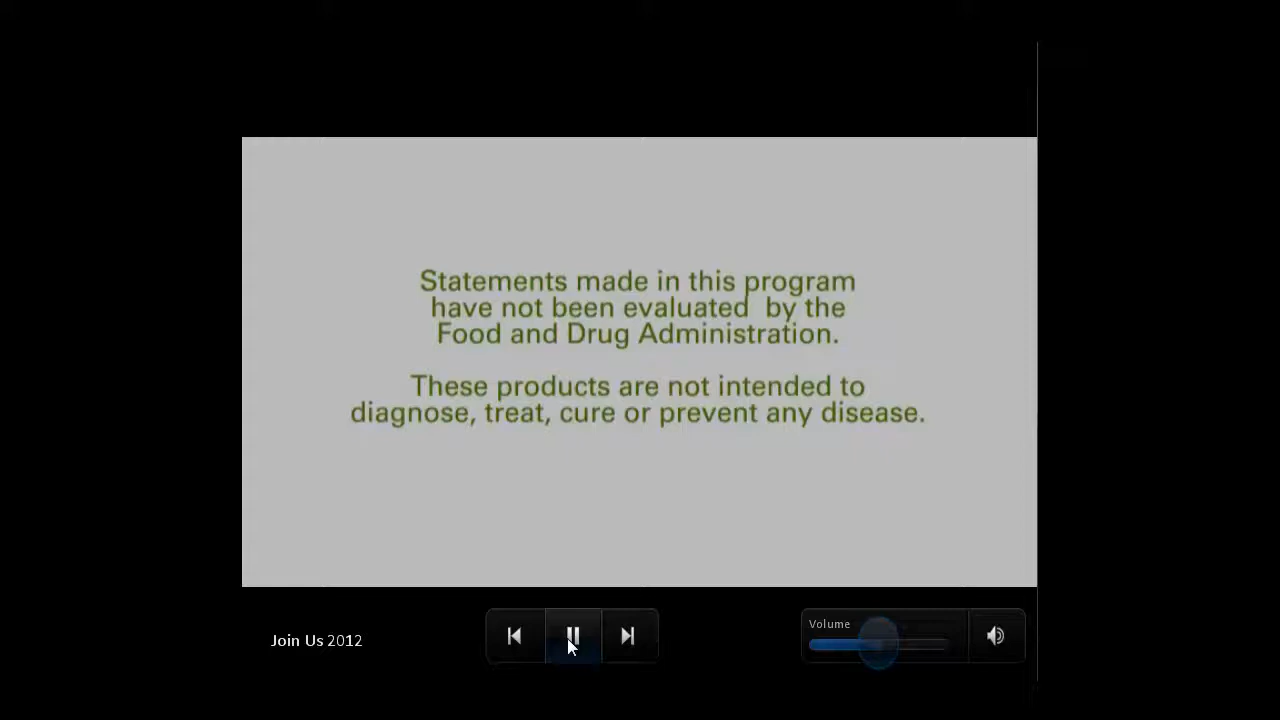 Statements made in this program
have not been evaluated by the
Food and Drug Administration.
These products are not intended to
diagnose, treat, cure or prevent any disease.
Join Us 2012
Volume